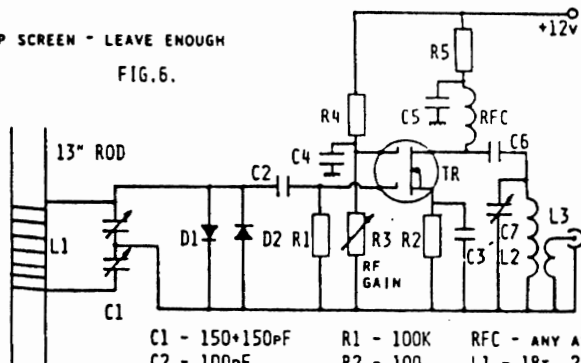 P SCREEN - LEAVE ENOUGH
FIG.6.
+12v
R5
R4
C5
RFC
13" ROD
C4
C6
C2
TR
L1
D1
D2
R1
R3
R2
C3
C7
L2
L3
RF
GAIN
C1
C1 - 150+150pF
R1 - 100K
RFC - ANY A
C2 - 100pF
R2 - 100
L1 - 18T